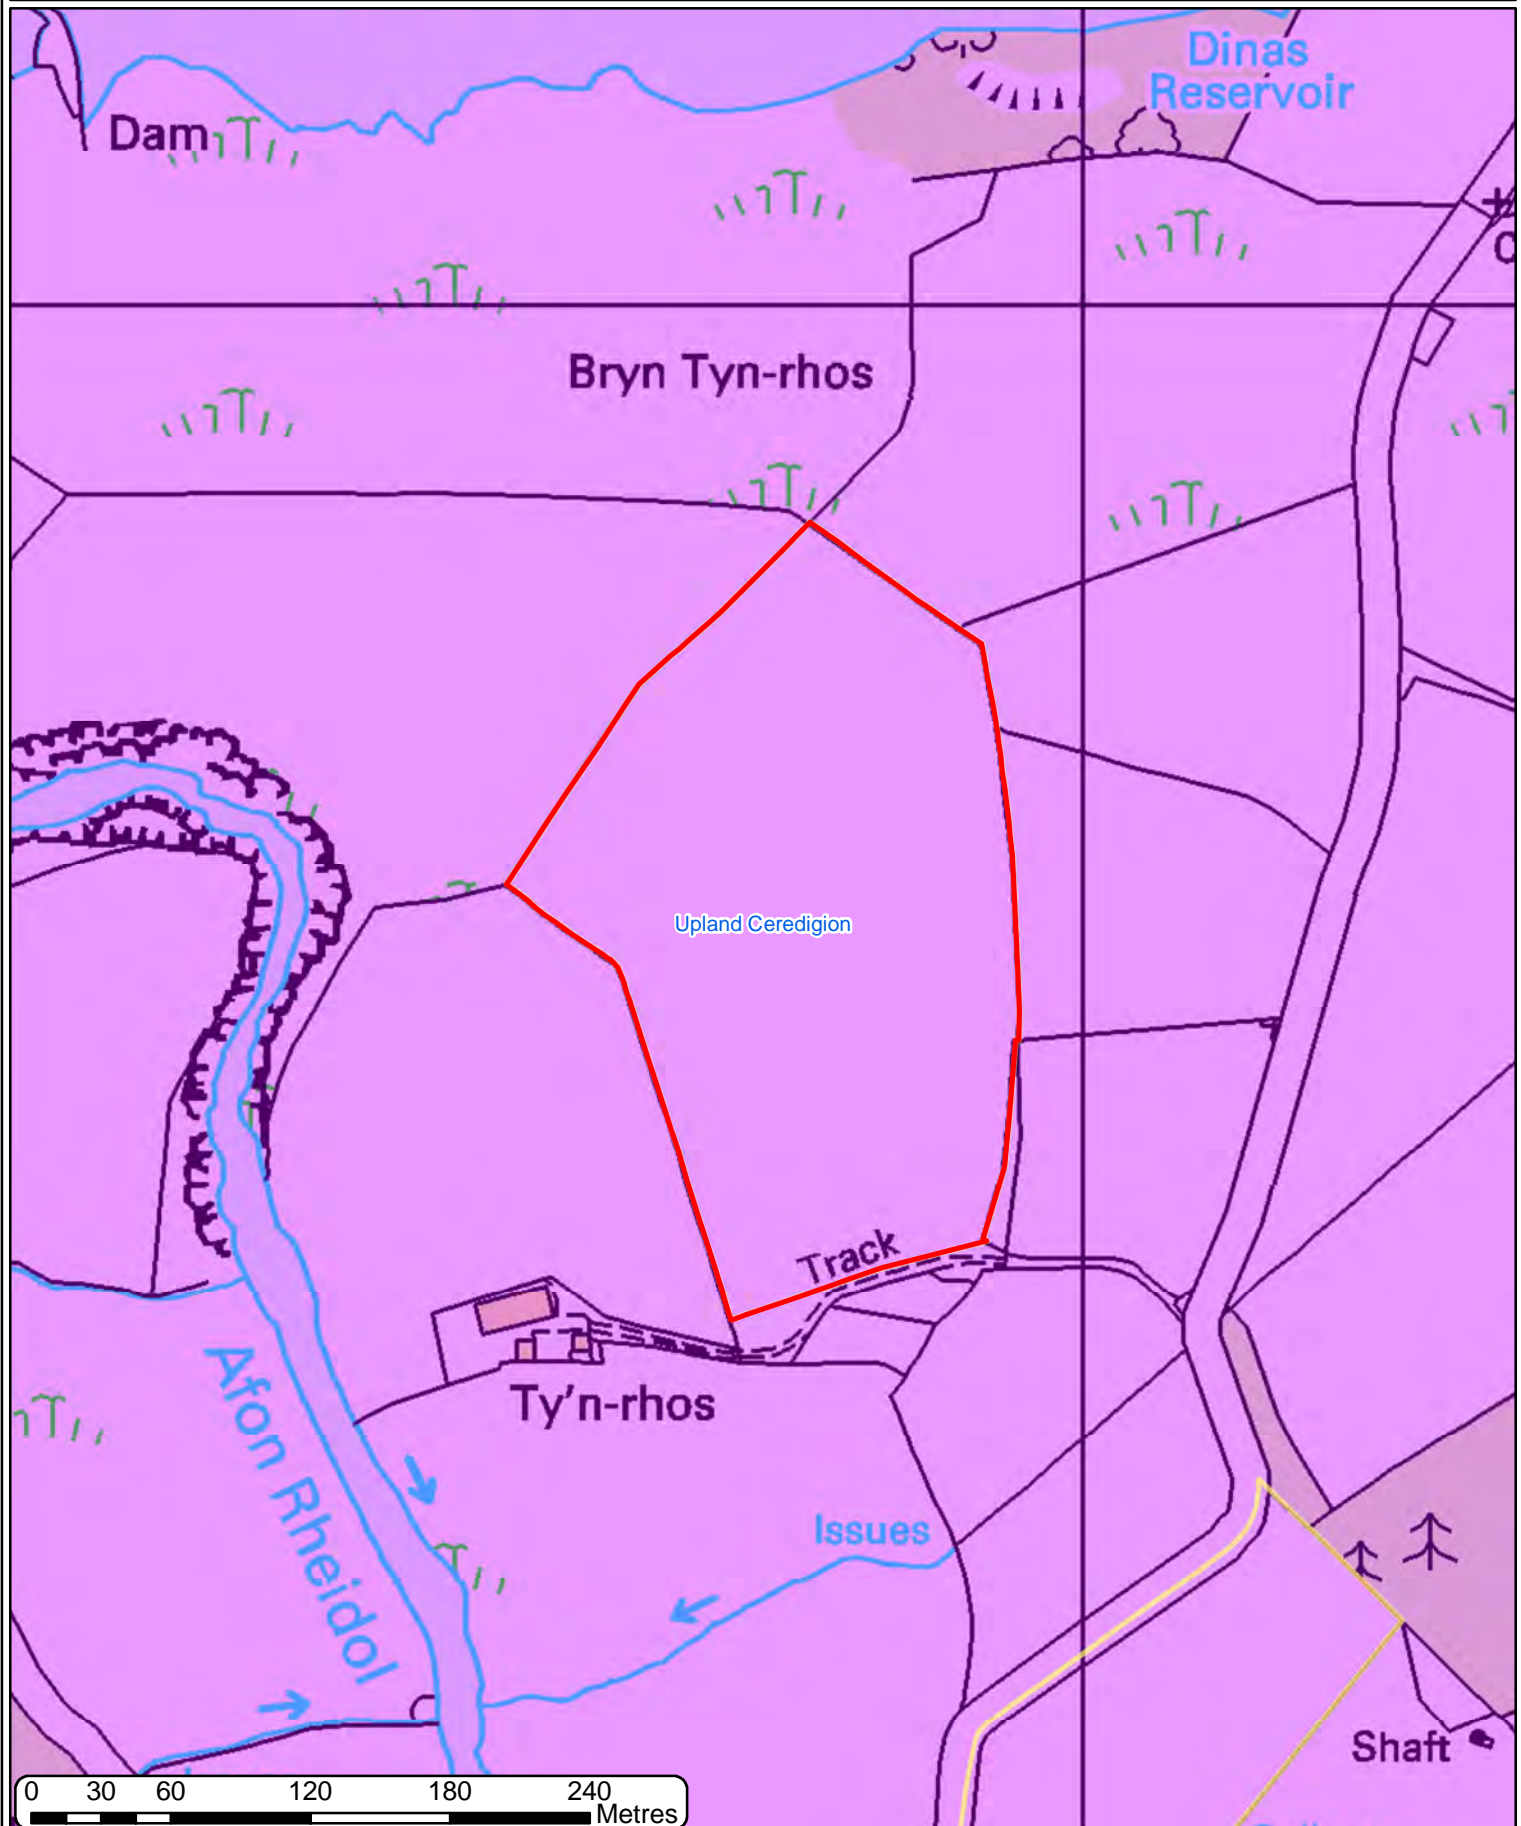 Dinas
Reservoir
Dam
C
Bryn Tyn-rhos
Upland Ceredigion
Track
Ty'n-rhos
Afon Rheidol
Issues
Shaft
0 30 60 120 180 240
Metres